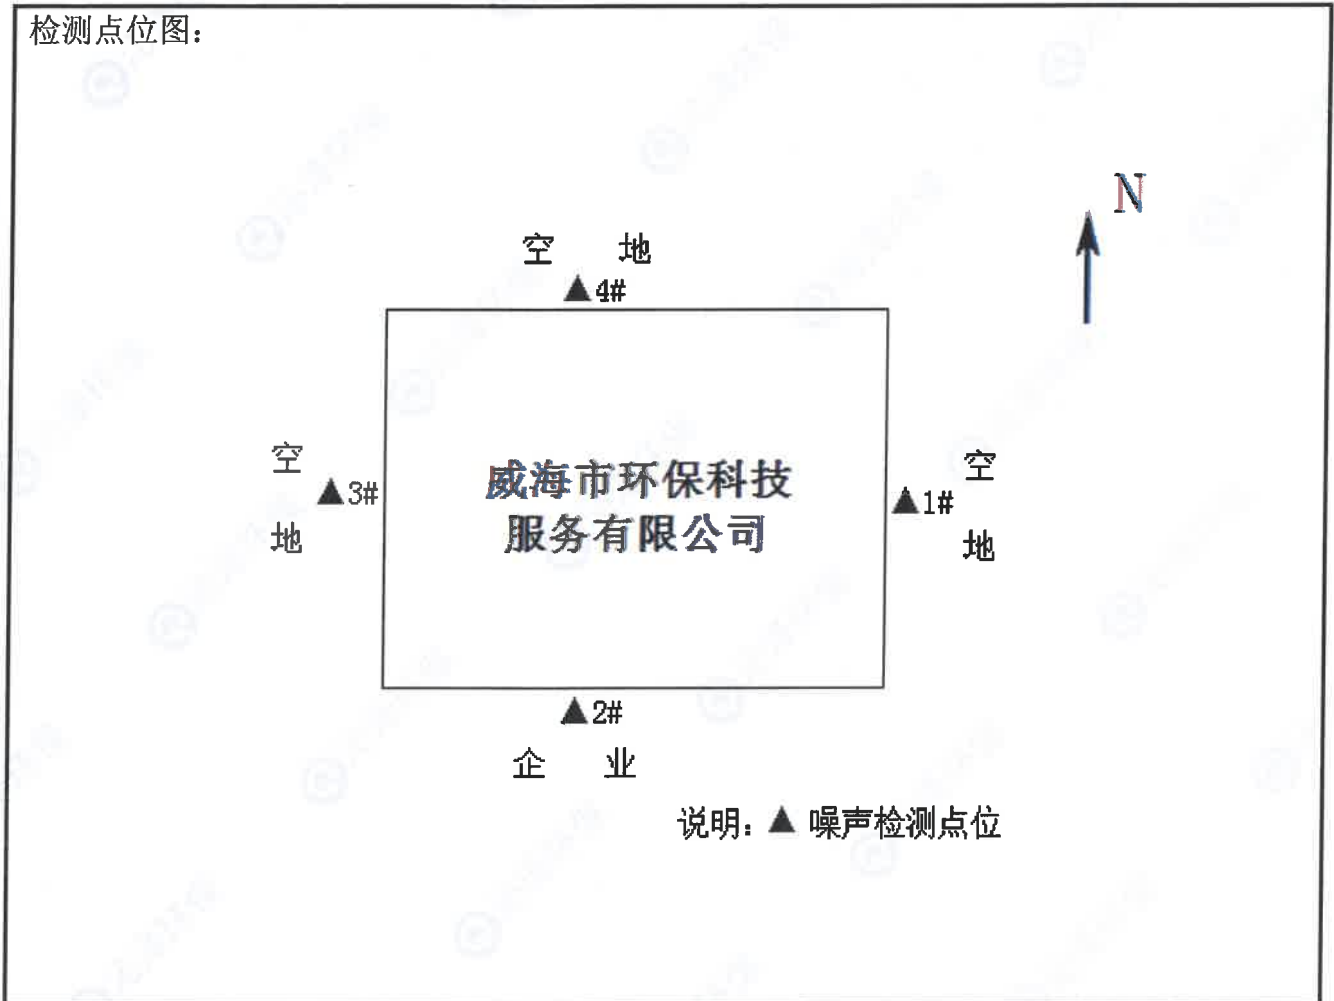 检测点位图：
N
空 地
▲4#
空
地
▲3#
威海市环保科技
服务有限公司
▲1#
空
地
▲2#
企 业
说明：▲ 噪声检测点位